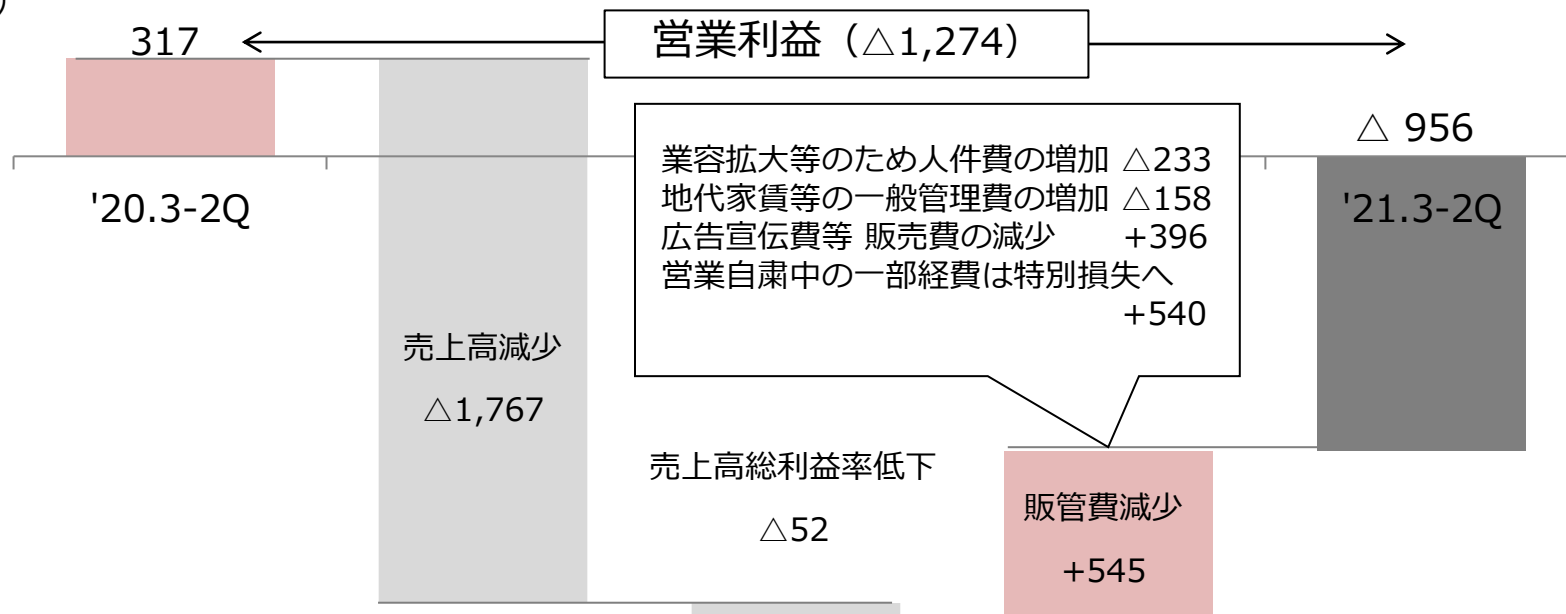 )
317
営業利益（△1,274）
△ 956
'20.3-2Q
'21.3-2Q
業容拡大等のため人件費の増加 △233
地代家賃等の一般管理費の増加 △158
広告宣伝費等 販売費の減少 +396
営業自粛中の一部経費は特別損失へ
+540
売上高減少
△1,767
売上高総利益率低下
△52
販管費減少
+545